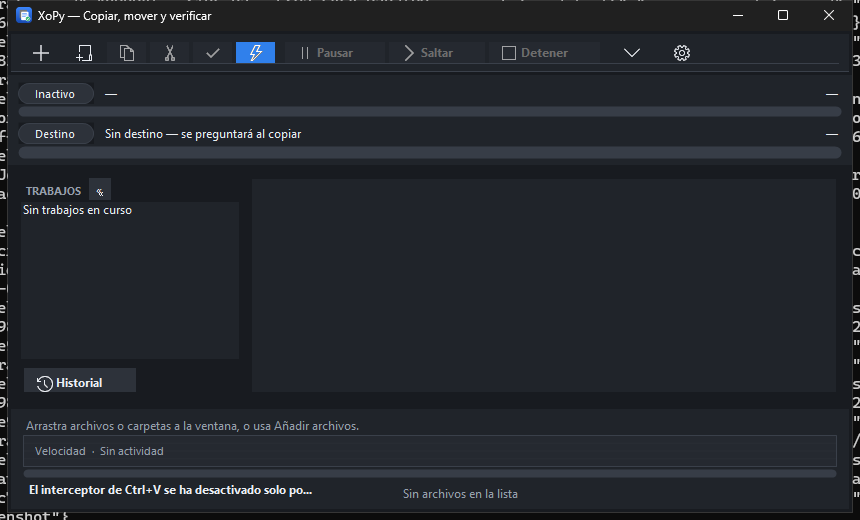 XoPy — Copiar, mover y verificar
Pausar
Saltar
Detener
Inactivo —
—
Destino Sin destino — se preguntará al copiar
—
TRABAJOS
Sin trabajos en curso
Historial
Arrastra archivos o carpetas a la ventana, o usa Añadir archivos.
Velocidad · Sin actividad
El interceptor de Ctrl+V se ha desactivado solo po...
Sin archivos en la lista
enshot"}